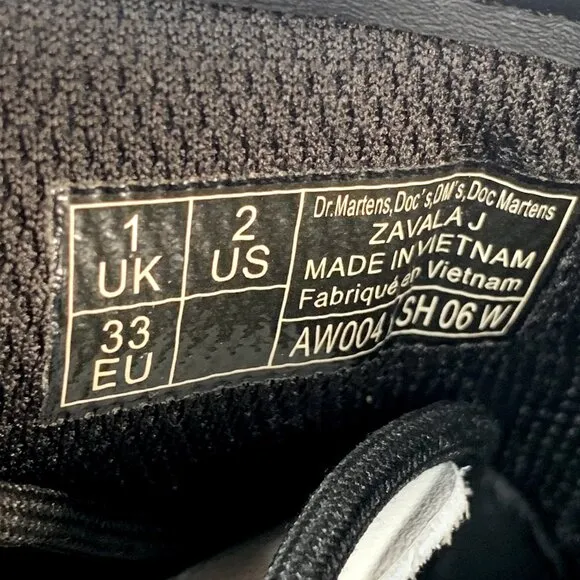 1
UK
2
US
33
EU
Dr.Martens,Doc's,DM's,Doc Martens
ZAVALA J
MADE IN VIETNAM
Fabriqué en Vietnam
AW004 SH 06 W